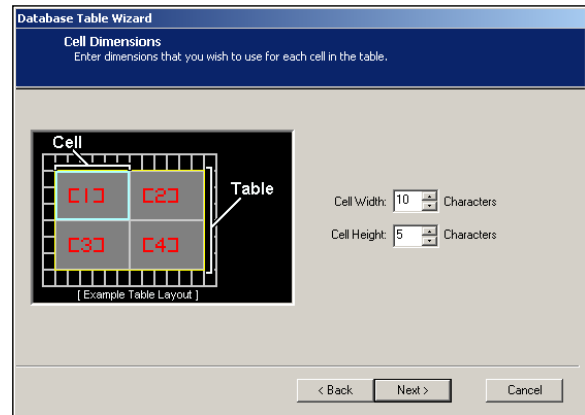 Database Table Wizard
Cell Dimensions
Enter dimensions that you wish to use for each cell in the table.
Cell
[1] [2]
Table
[3] [4]
[ Example Table Layout ]
Cell Width: 10 Characters
Cell Height: 5 Characters
< Back Next > Cancel